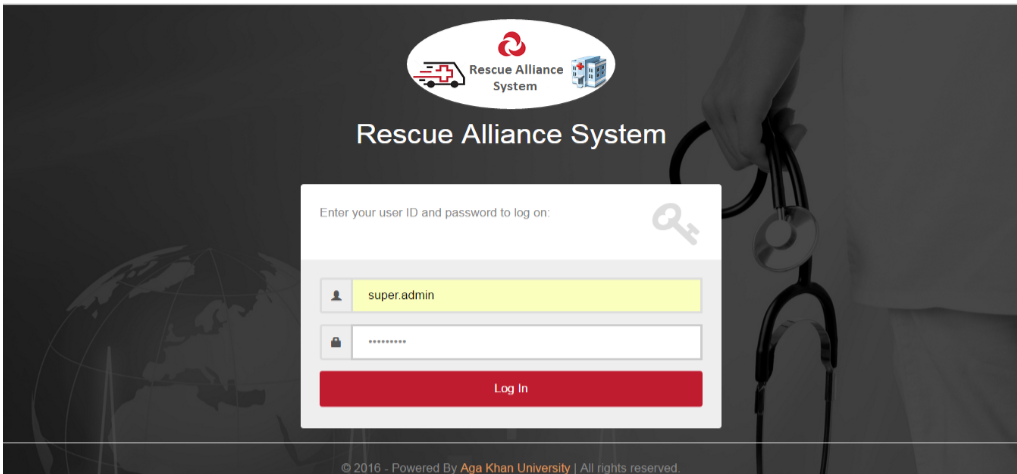 Rescue Alliance
System
Rescue Alliance System
Enter your user ID and password to log on:
super.admin
•••••••••
Log In
© 2016 - Powered By Aga Khan University | All rights reserved.